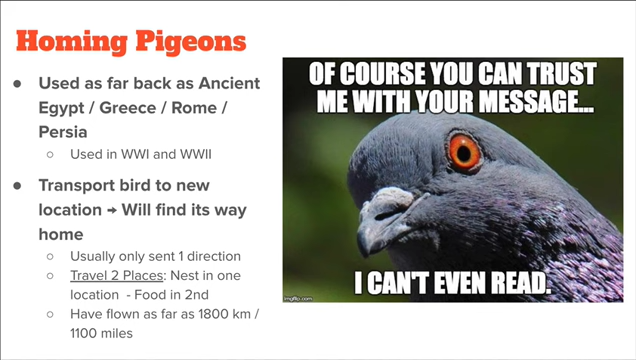 Homing Pigeons
Used as far back as Ancient
Egypt / Greece / Rome /
Persia
Used in WWI and WWII
Transport bird to new
location → Will find its way
home
Usually only sent 1 direction
Travel 2 Places: Nest in one
location - Food in 2nd
Have flown as far as 1800 km /
1100 miles
OF COURSE YOU CAN TRUST
ME WITH YOUR MESSAGE...
I CAN'T EVEN READ.
imgflip.com